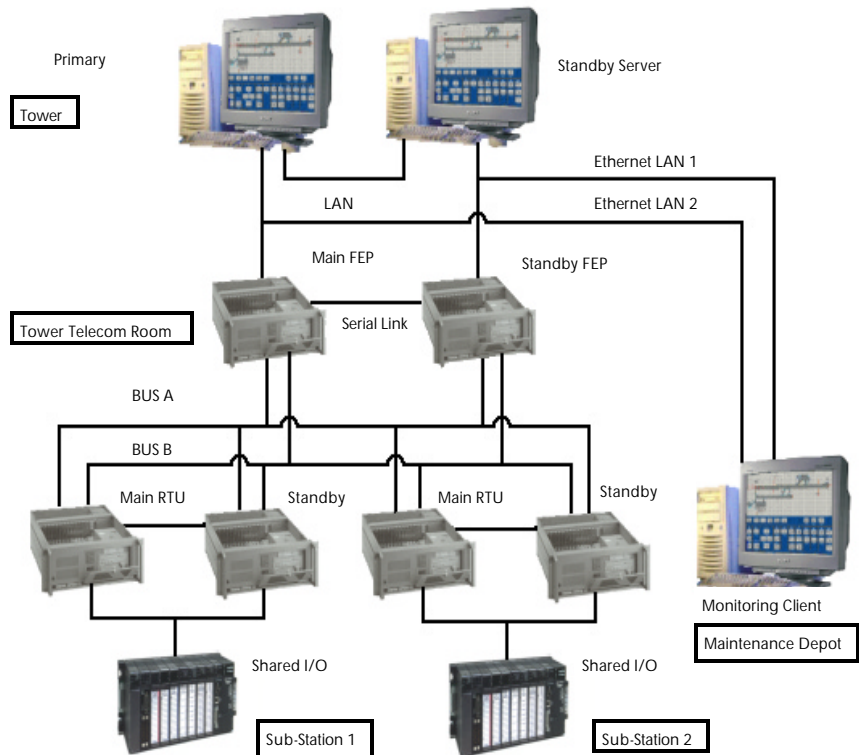 Primary
Standby Server
Tower
Ethernet LAN 1
LAN
Ethernet LAN 2
Main FEP
Standby FEP
Tower Telecom Room
Serial Link
BUS A
BUS B
Main RTU
Standby
Main RTU
Standby
Monitoring Client
Maintenance Depot
Shared I/O
Shared I/O
Sub-Station 1
Sub-Station 2